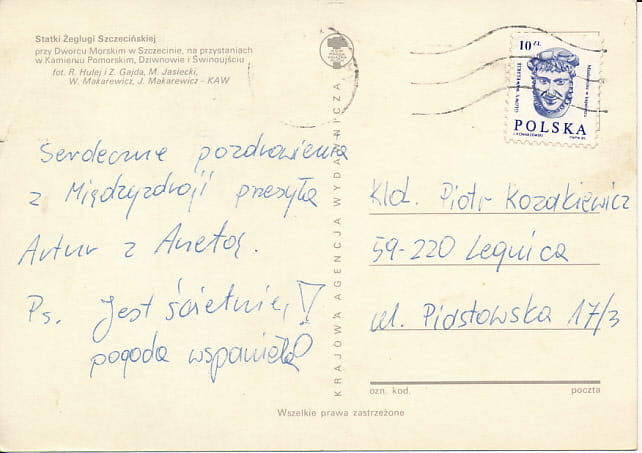 Statki Żeglugi Szczecińskiej
przy Dworcu Morskim w Szczecinie, na przystaniach
w Kamieniu Pomorskim, Dziwnowie i Świnoujściu
fot. R. Hulej i Z. Gajda, M. Jasiecki,
W. Makarewicz, J. Makarewicz - KAW
Serdeczne pozdrowienia
z Międzyzdroji przesyła
Artur z Anetą.
Ps. Jest świetnie,!
pogoda wspaniała
KRAJOWA AGENCJA WYDAWNICZA
10 ZŁ
POLSKA
Kld. Piotr Kozakiewicz
59-220 Legnica
ul. Piastowska 17/3
ozn. kod. poczta
Wszelkie prawa zastrzeżone